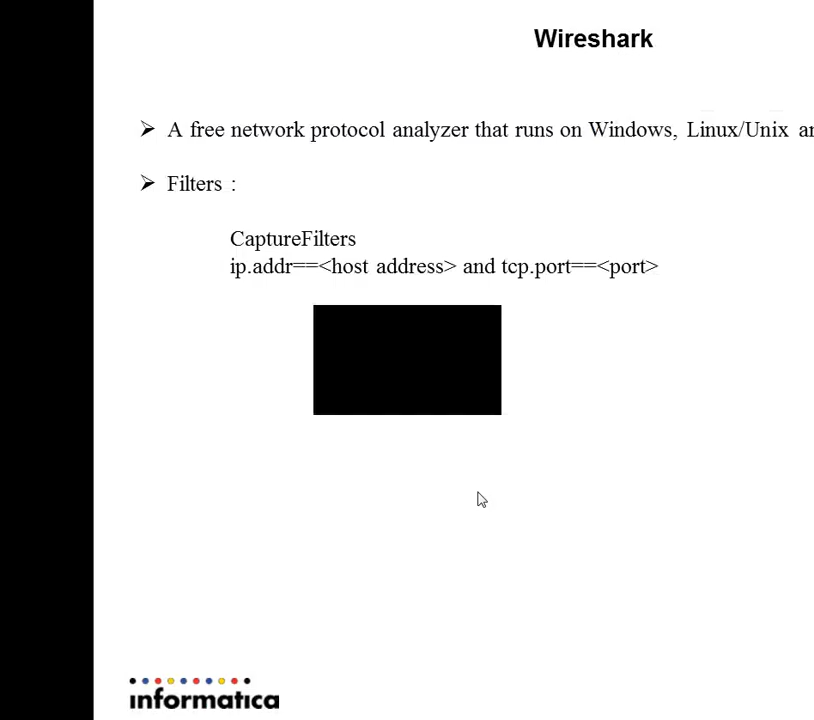 Wireshark
A free network protocol analyzer that runs on Windows, Linux/Unix
Filters :
CaptureFilters
ip.addr==<host address> and tcp.port==<port>
informatica